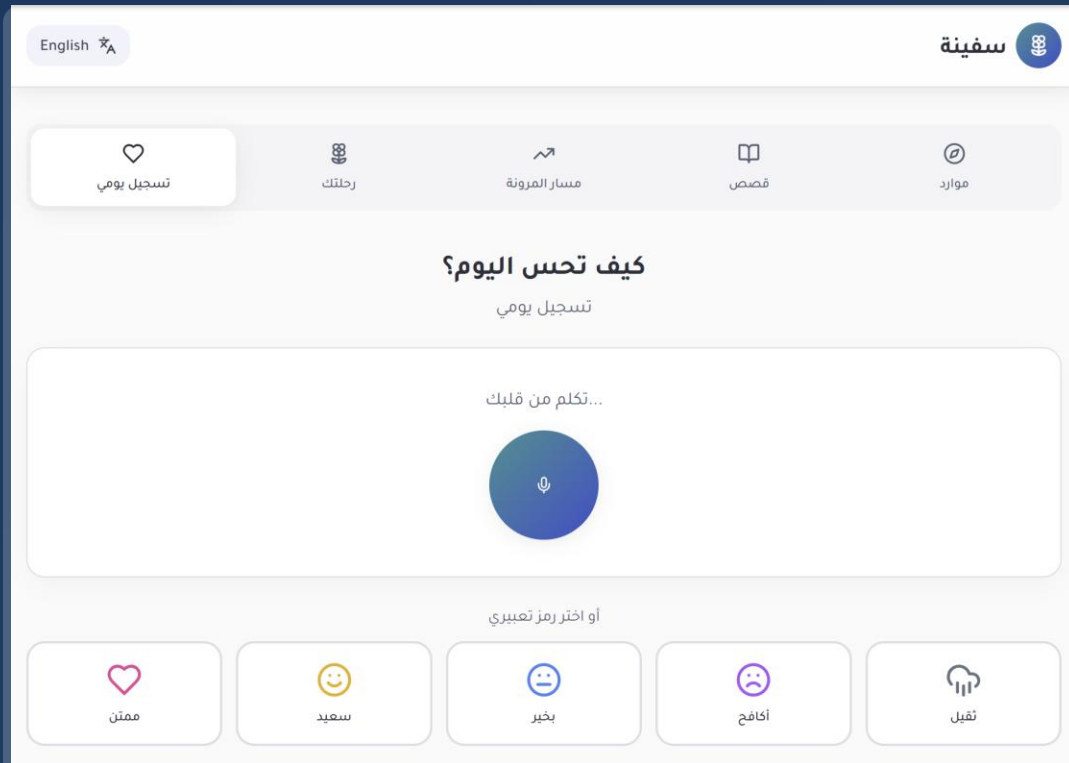 سفينة
English
موارد
قصص
مسار المرونة
رحلتك
تسجيل يومي
كيف تحس اليوم؟
تسجيل يومي
...تكلم من قلبك
أو اختر رمز تعبيري
ثقيل
أكافح
بخير
سعيد
ممتن